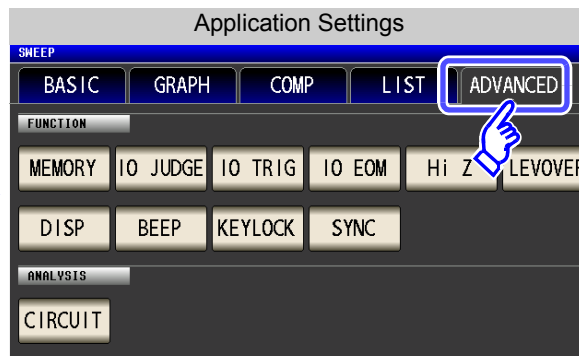 Application Settings
SWEEP
BASIC GRAPH COMP LIST ADVANCED
FUNCTION
MEMORY IO JUDGE IO TRIG IO EOM Hi Z LEVOVER
DISP BEEP KEYLOCK SYNC
ANALYSIS
CIRCUIT